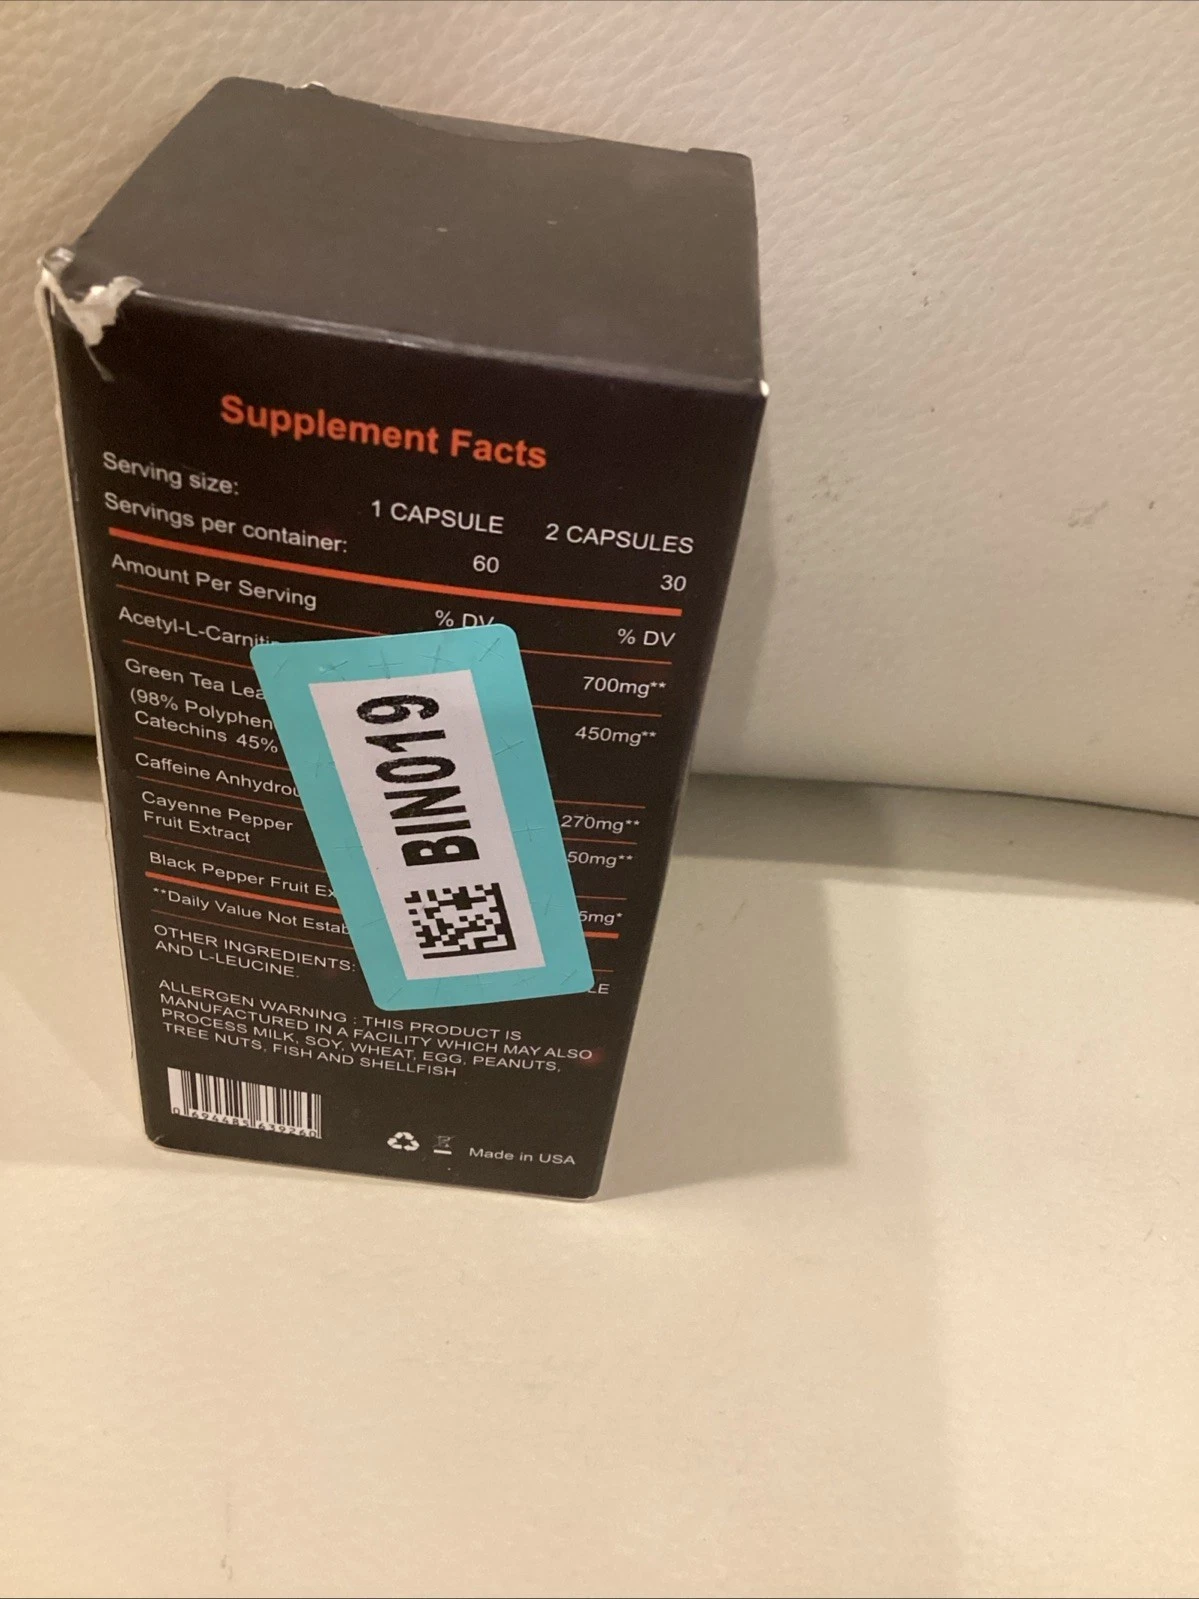 Supplement Facts
Serving size: 1 CAPSULE 2 CAPSULES
Servings per container: 60 30
Amount Per Serving % DV % DV
Acetyl-L-Carniti 700mg**
Green Tea Lea 450mg**
(98% Polyphen
Catechins 45%
Caffeine Anhydrou 270mg**
Cayenne Pepper 50mg**
Fruit Extract
Black Pepper Fruit Ex 5mg*
**Daily Value Not Estab
OTHER INGREDIENTS: LE
AND L-LEUCINE.
ALLERGEN WARNING : THIS PRODUCT IS
MANUFACTURED IN A FACILITY WHICH MAY ALSO
PROCESS MILK, SOY, WHEAT, EGG, PEANUTS,
TREE NUTS, FISH AND SHELLFISH
Made in USA
BIN019